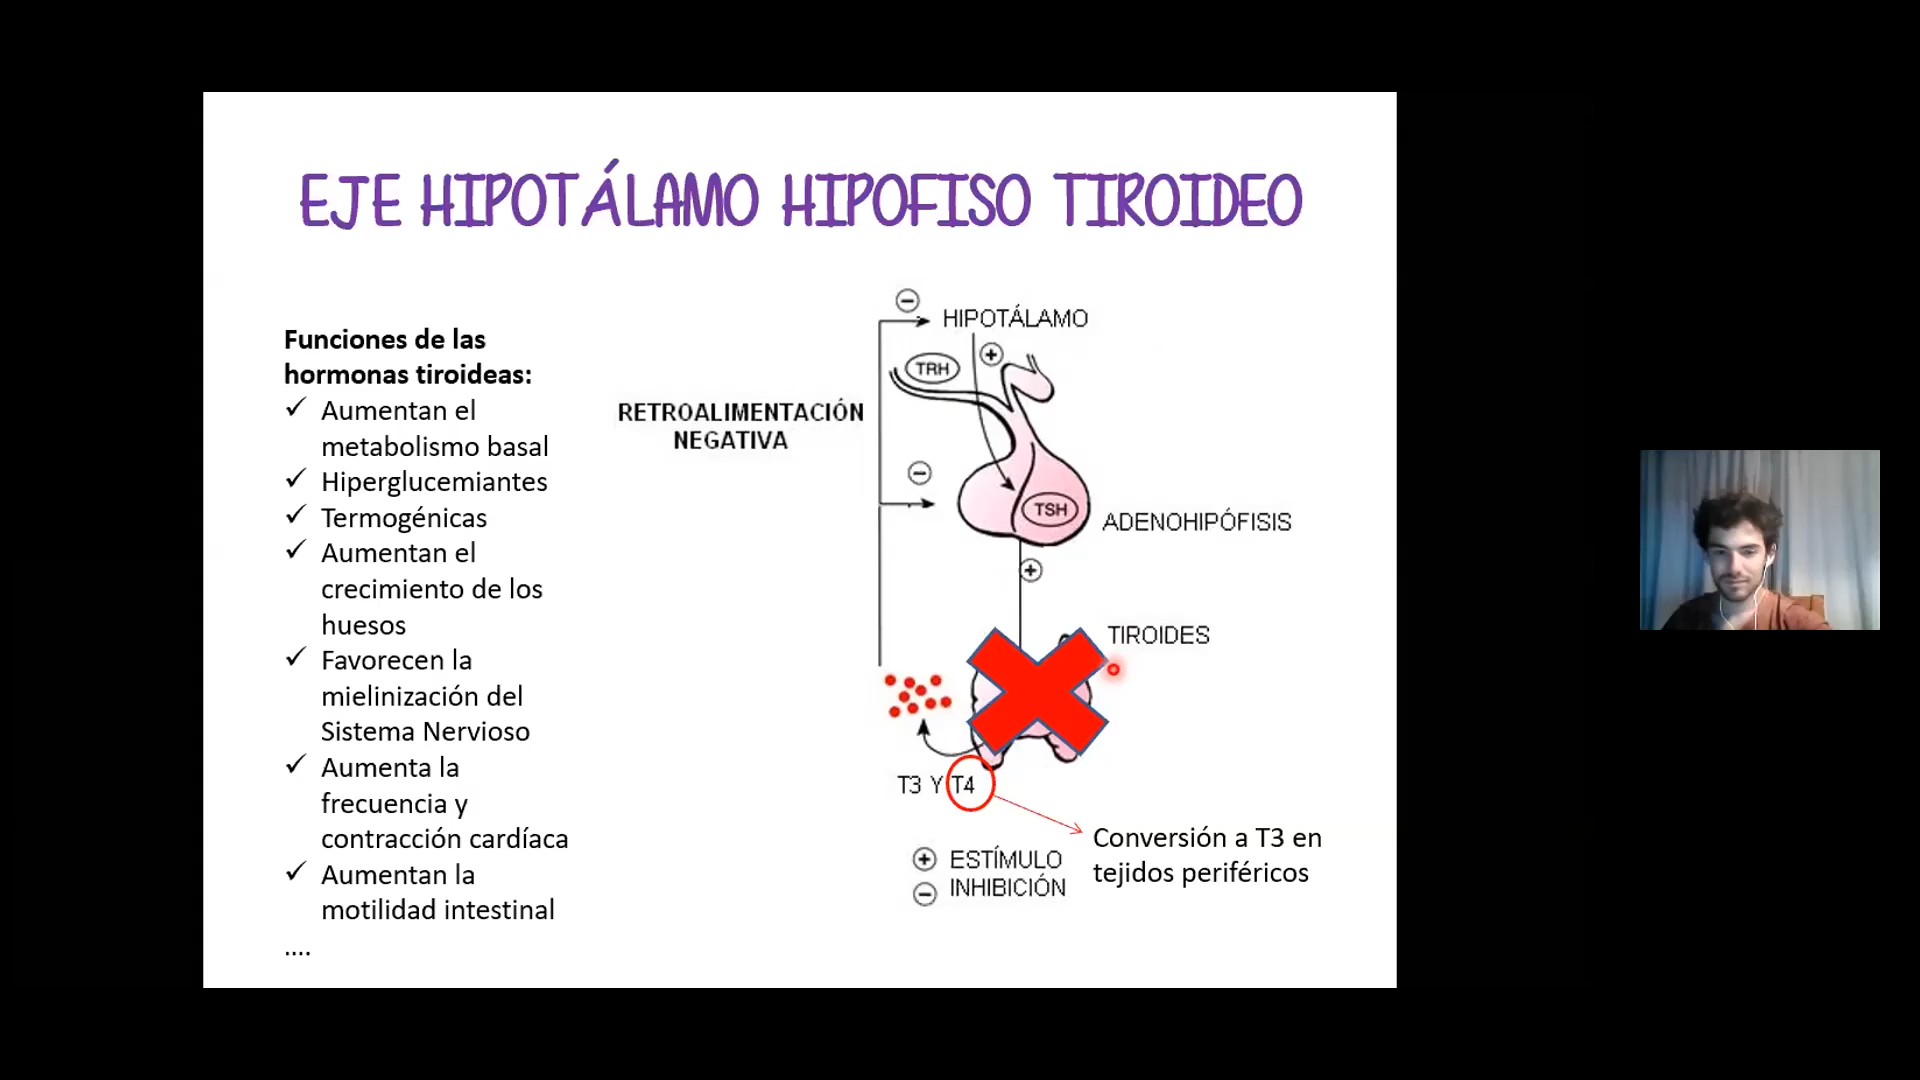 EJE HIPOTÁLAMO HIPOFISO TIROIDEO
Funciones de las
hormonas tiroideas:
Aumentan el
metabolismo basal
Hiperglucemiantes
Termogénicas
Aumentan el
crecimiento de los
huesos
Favorecen la
mielinización del
Sistema Nervioso
Aumenta la
frecuencia y
contracción cardíaca
Aumentan la
motilidad intestinal
....
RETROALIMENTACIÓN
NEGATIVA
HIPOTÁLAMO
TRH
TSH
ADENOHIPÓFISIS
TIROIDES
T3 Y T4
Conversión a T3 en
tejidos periféricos
ESTÍMULO
INHIBICIÓN